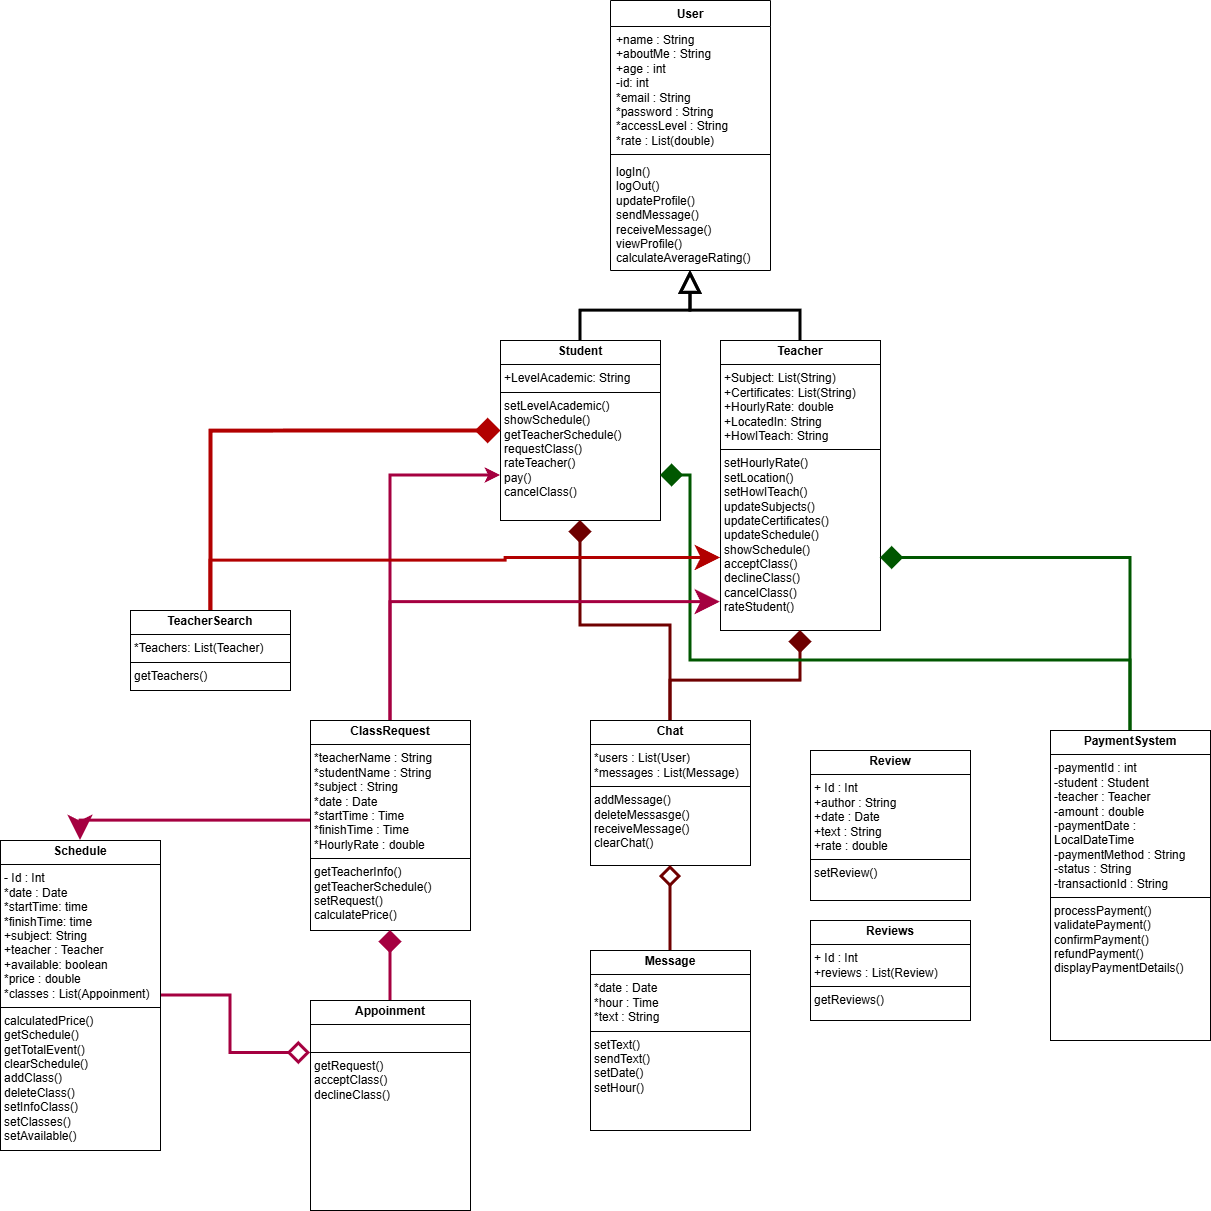 User
+name : String
+aboutMe : String
+age : int
-id: int
*email : String
*password : String
*accessLevel : String
*rate : List(double)
logIn()
logOut()
updateProfile()
sendMessage()
receiveMessage()
viewProfile()
calculateAverageRating()
Student
+LevelAcademic: String
setLevelAcademic()
showSchedule()
getTeacherSchedule()
requestClass()
rateTeacher()
pay()
cancelClass()
Teacher
+Subject: List(String)
+Certificates: List(String)
+HourlyRate: double
+LocatedIn: String
+HowITeach: String
setHourlyRate()
setLocation()
setHowITeach()
updateSubjects()
updateCertificates()
updateSchedule()
showSchedule()
acceptClass()
declineClass()
cancelClass()
rateStudent()
TeacherSearch
*Teachers: List(Teacher)
getTeachers()
ClassRequest
*teacherName : String
*studentName : String
*subject : String
*date : Date
*startTime : Time
*finishTime : Time
*HourlyRate : double
getTeacherInfo()
getTeacherSchedule()
setRequest()
calculatePrice()
Chat
*users : List(User)
*messages : List(Message)
addMessage()
deleteMessasge()
receiveMessage()
clearChat()
Review
+ Id : Int
+author : String
+date : Date
+text : String
+rate : double
setReview()
PaymentSystem
-paymentId : int
-student : Student
-teacher : Teacher
-amount : double
-paymentDate :
LocalDateTime
-paymentMethod : String
-status : String
-transactionId : String
processPayment()
validatePayment()
confirmPayment()
refundPayment()
displayPaymentDetails()
Schedule
- Id : Int
*date : Date
*startTime: time
*finishTime: time
+subject: String
+teacher : Teacher
+available: boolean
*price : double
*classes : List(Appoinment)
calculatedPrice()
getSchedule()
getTotalEvent()
clearSchedule()
addClass()
deleteClass()
setInfoClass()
setClasses()
setAvailable()
Reviews
+ Id : Int
+reviews : List(Review)
getReviews()
Message
*date : Date
*hour : Time
*text : String
setText()
sendText()
setDate()
setHour()
Appoinment
getRequest()
acceptClass()
declineClass()